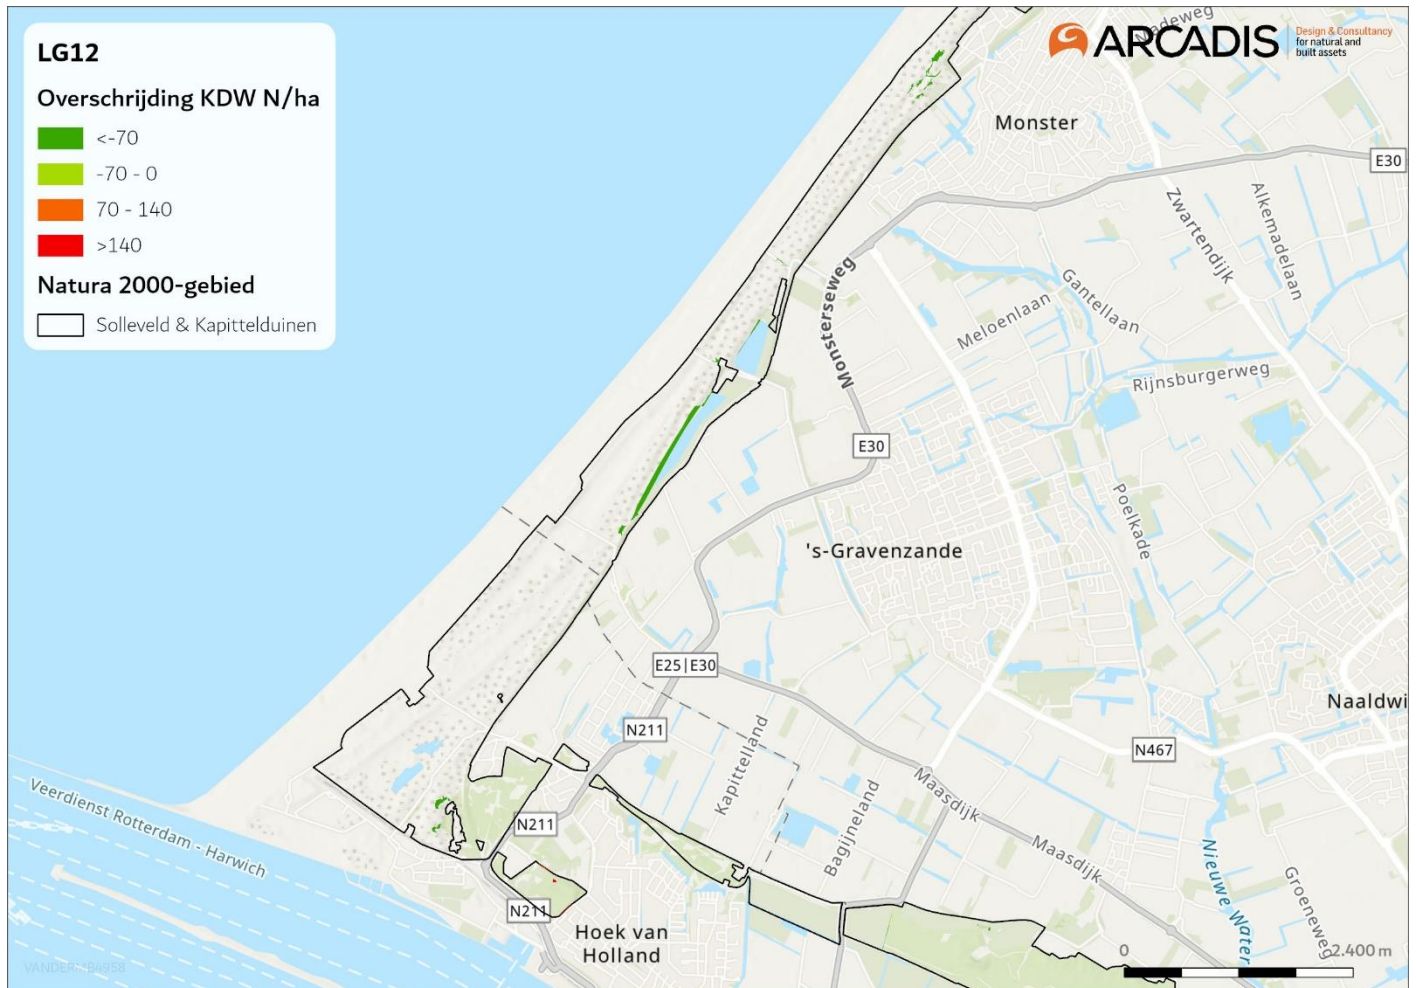 LG12
Overschrijding KDW N/ha
<-70
-70 - 0
70 - 140
>140
Natura 2000-gebied
Solleveld & Kapittelduinen
ARCADIS
Design & Consultancy
for natural and
built assets
Madeweg
Monster
E30
Zwartendijk
Alkemadelaan
Monsterseweg
Gantellaan
Meloenlaan
Rijnsburgerweg
E30
Poelkade
's-Gravenzande
E25|E30
Naaldwi
N211
Kapittelland
N467
Maasdijk
Bagijneland
Veerdienst Rotterdam - Harwich
N211
Maasdijk
Nieuwe Water
Groeneweg
N211
Hoek van
Holland
0
2.400 m